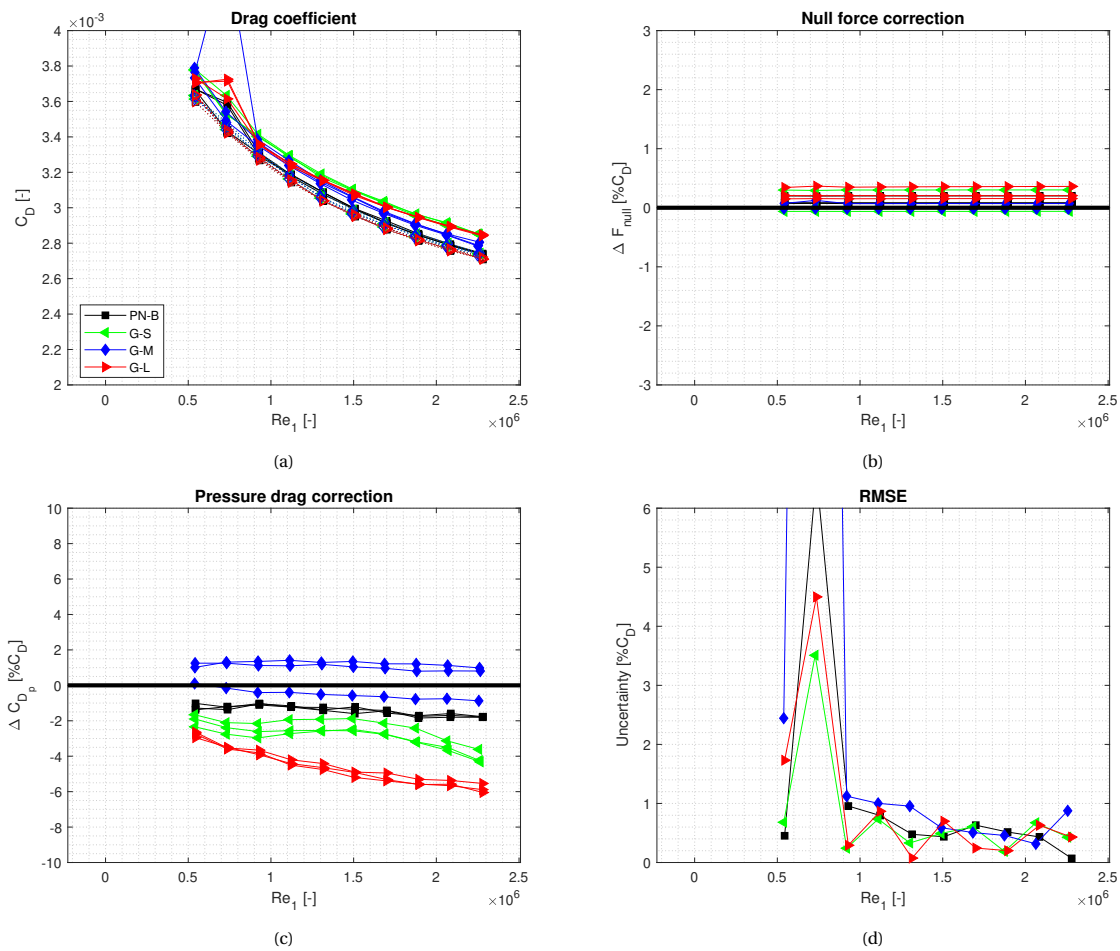 Drag coefficient
×10⁻³
4
3.8
3.6
3.4
3.2
3
2.8
2.6
2.4
2.2
2
C_D [-]
PN-B
G-S
G-M
G-L
0 0.5 1 1.5 2 2.5
Re₁ [-]
×10⁶
(a)
Null force correction
3
2
1
0
-1
-2
-3
Δ F_null [%C_D]
0 0.5 1 1.5 2 2.5
Re₁ [-]
×10⁶
(b)
Pressure drag correction
10
8
6
4
2
0
-2
-4
-6
-8
-10
Δ C_D_p [%C_D]
0 0.5 1 1.5 2 2.5
Re₁ [-]
×10⁶
(c)
RMSE
6
5
4
3
2
1
0
Uncertainty [%C_D]
0 0.5 1 1.5 2 2.5
Re₁ [-]
×10⁶
(d)